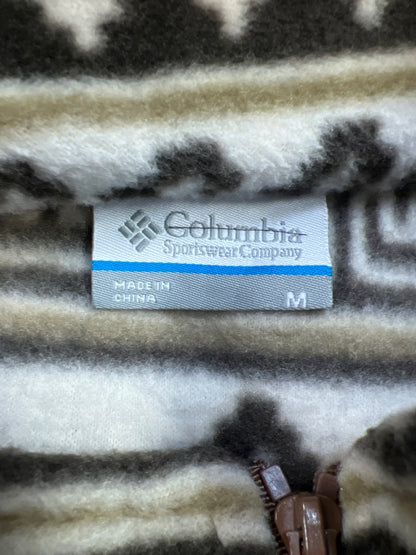 Columbia
Sportswear Company
MADE IN
CHINA
M